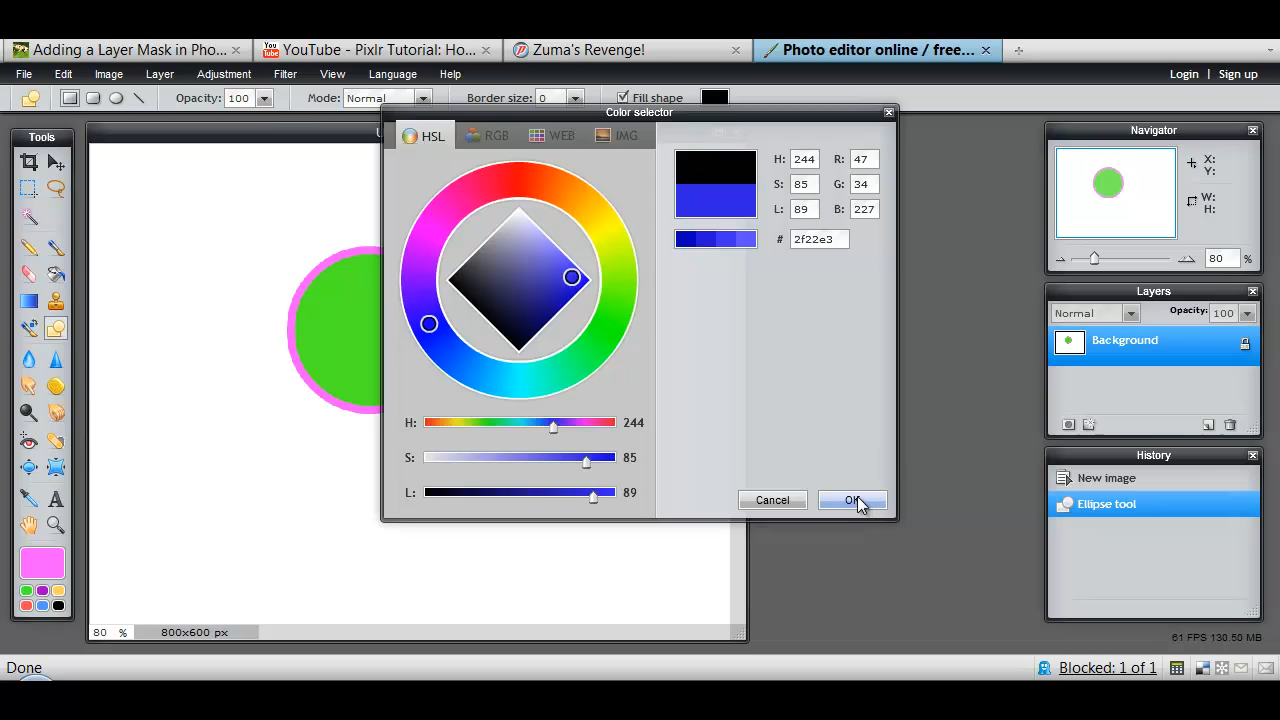 Adding a Layer Mask in Pho...
YouTube - Pixlr Tutorial: Ho...
Zuma's Revenge!
Photo editor online / free...
File Edit Image Layer Adjustment Filter View Language Help
Login | Sign up
Opacity: 100 Mode: Normal Border size: 0 Fill shape
Tools
Color selector
HSL RGB WEB IMG
H: 244 R: 47
S: 85 G: 34
L: 89 B: 227
# 2f22e3
H: 244
S: 85
L: 89
Cancel OK
80 % 800x600 px
Navigator
X:
Y:
W:
H:
80 %
Layers
Normal Opacity: 100
Background
History
New image
Ellipse tool
61 FPS 130.50 MB
Done
Blocked: 1 of 1